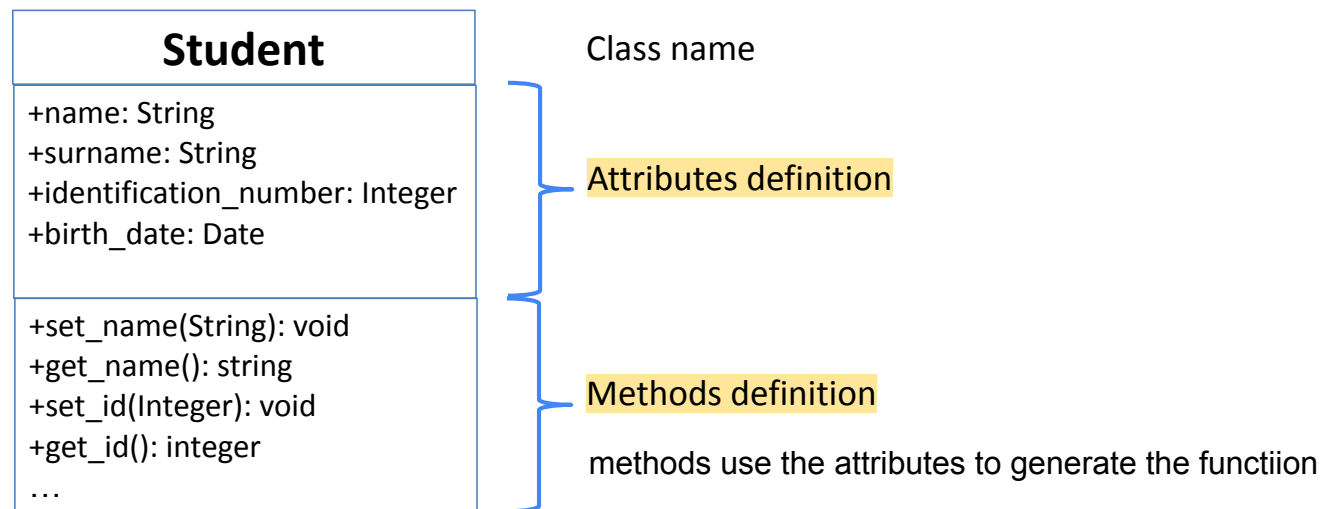 Student
Class name
+name: String
+surname: String
+identification_number: Integer
+birth_date: Date
Attributes definition
+set_name(String): void
+get_name(): string
+set_id(Integer): void
+get_id(): integer
…
Methods definition
methods use the attributes to generate the functiion